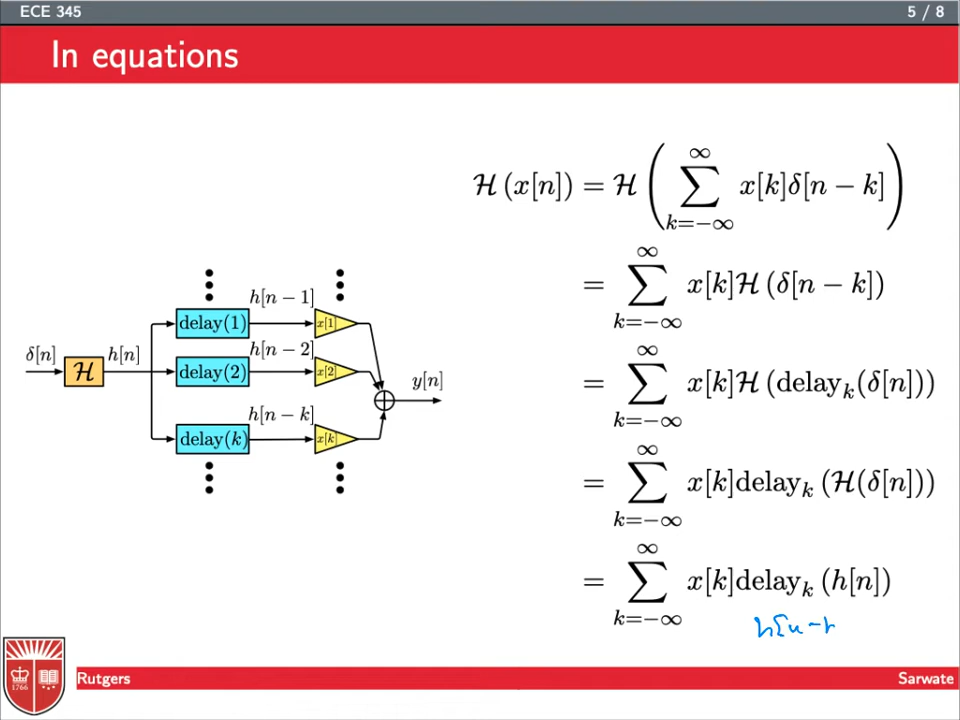 ECE 345
5 / 8
In equations
ℋ (x[n]) = ℋ ( ∑_{k=−∞}^{∞} x[k]δ[n − k] )
= ∑_{k=−∞}^{∞} x[k]ℋ (δ[n − k])
= ∑_{k=−∞}^{∞} x[k]ℋ (delay_k(δ[n]))
= ∑_{k=−∞}^{∞} x[k]delay_k (ℋ(δ[n]))
= ∑_{k=−∞}^{∞} x[k]delay_k (h[n])
h[n-k
δ[n]
ℋ
h[n]
delay(1)
h[n − 1]
x[1]
delay(2)
h[n − 2]
x[2]
delay(k)
h[n − k]
x[k]
y[n]
1766
Rutgers
Sarwate